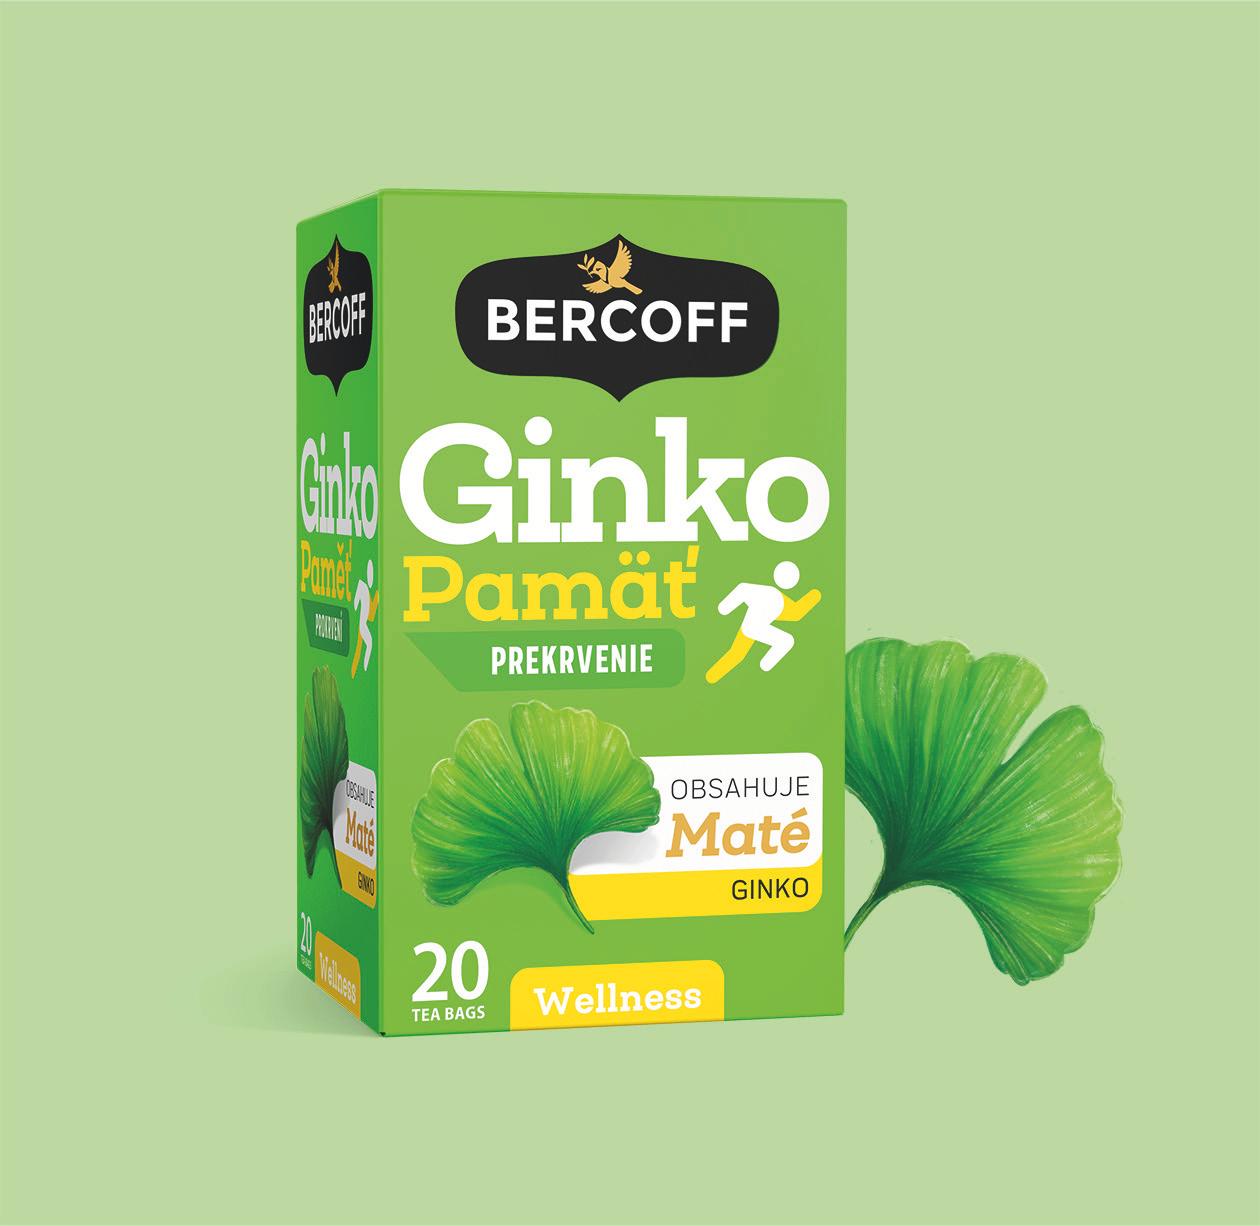 BERCOFF
Ginko
Pamět
PROKRVENÍ
OBSAHUJE
Maté
GINKO
20
TEA BAGS
Wellness
BERCOFF
Ginko
Pamäť
PREKRVENIE
OBSAHUJE
Maté
GINKO
20
TEA BAGS
Wellness